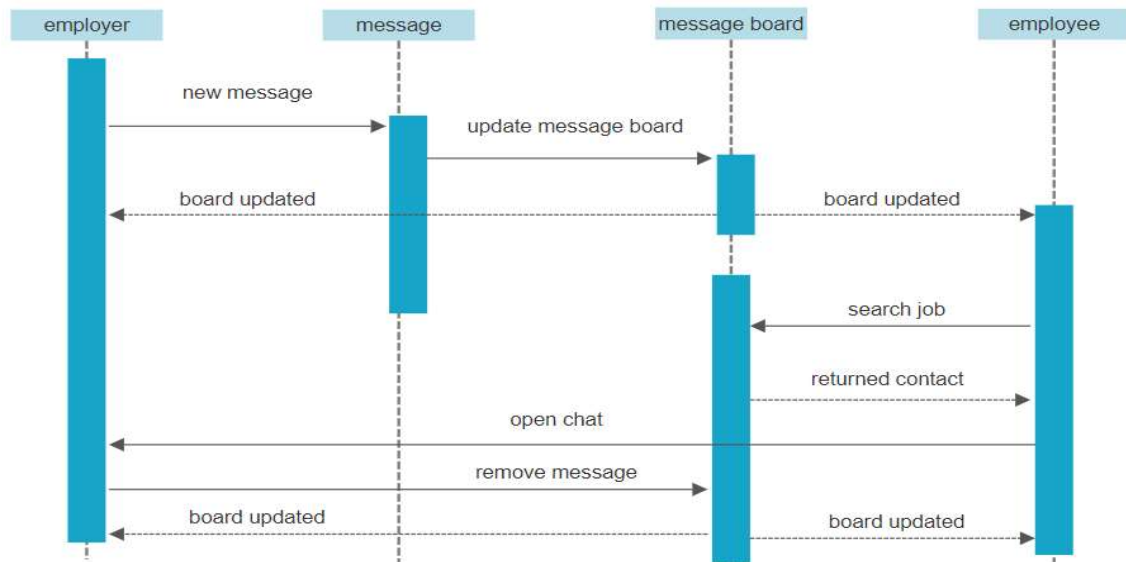 employer
message
message board
employee
new message
update message board
board updated
board updated
search job
returned contact
open chat
remove message
board updated
board updated